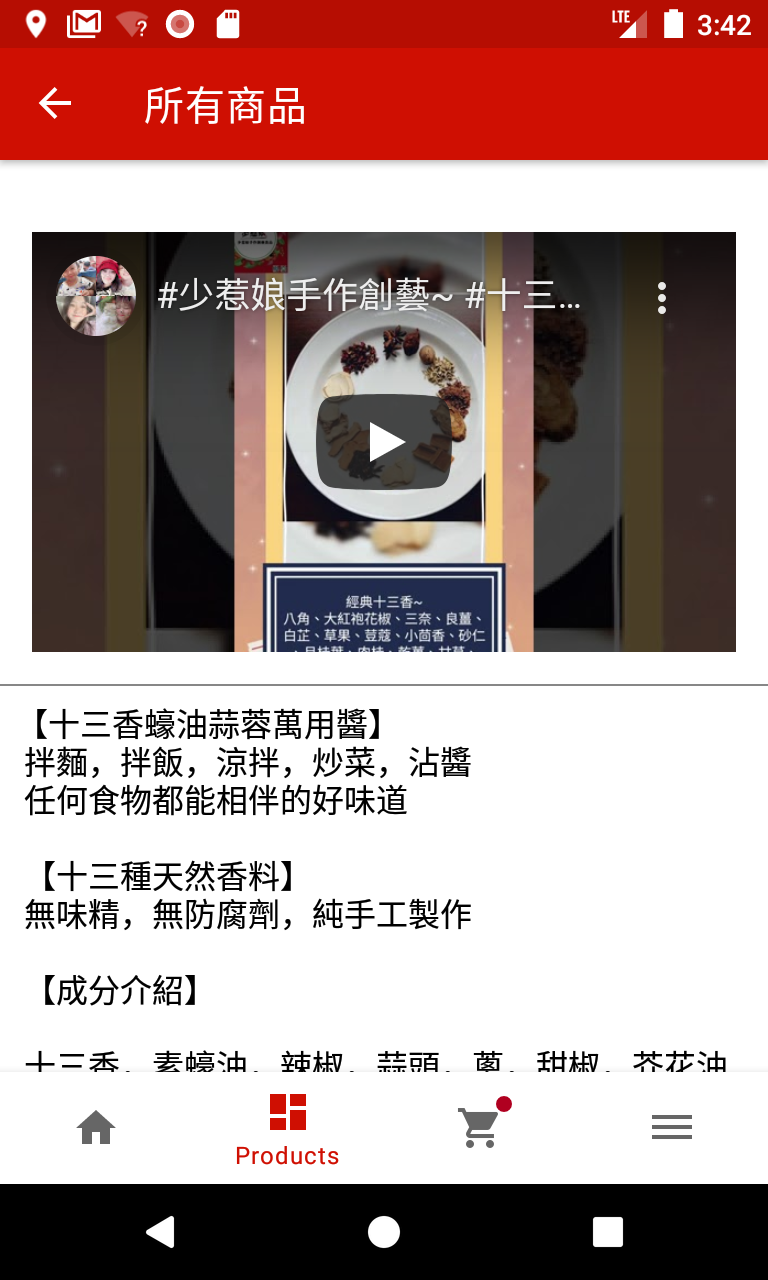 LTE 3:42
所有商品
#少惹娘手作創藝~ #十三...
經典十三香~
八角、大紅袍花椒、三奈、良薑、
白芷、草果、荳蔻、小茴香、砂仁
【十三香蠔油蒜蓉萬用醬】
拌麵，拌飯，涼拌，炒菜，沾醬
任何食物都能相伴的好味道
【十三種天然香料】
無味精，無防腐劑，純手工製作
【成分介紹】
十三香，素蠔油，辣椒，蒜頭，蔥，甜椒，芥花油
Products